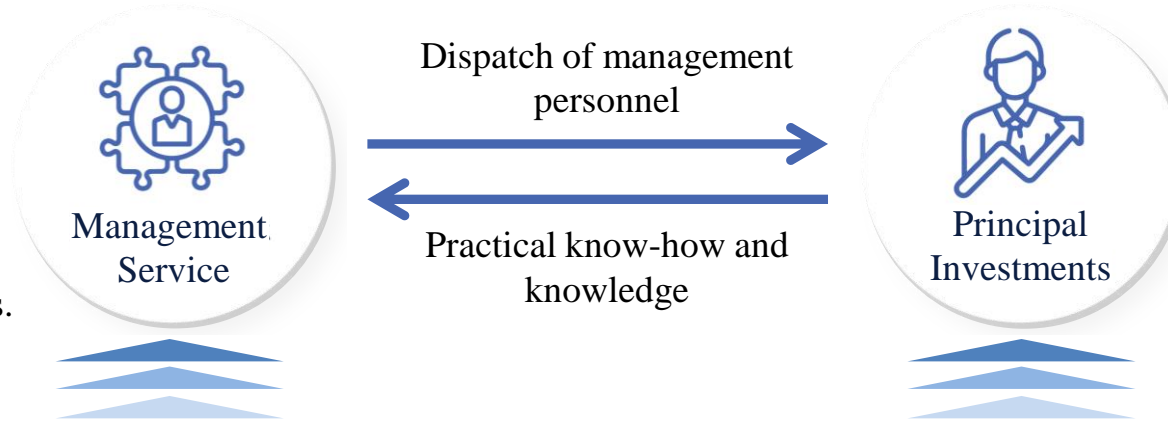 Dispatch of management
personnel
Management
Service
Practical know-how and
knowledge
Principal
Investments
s.